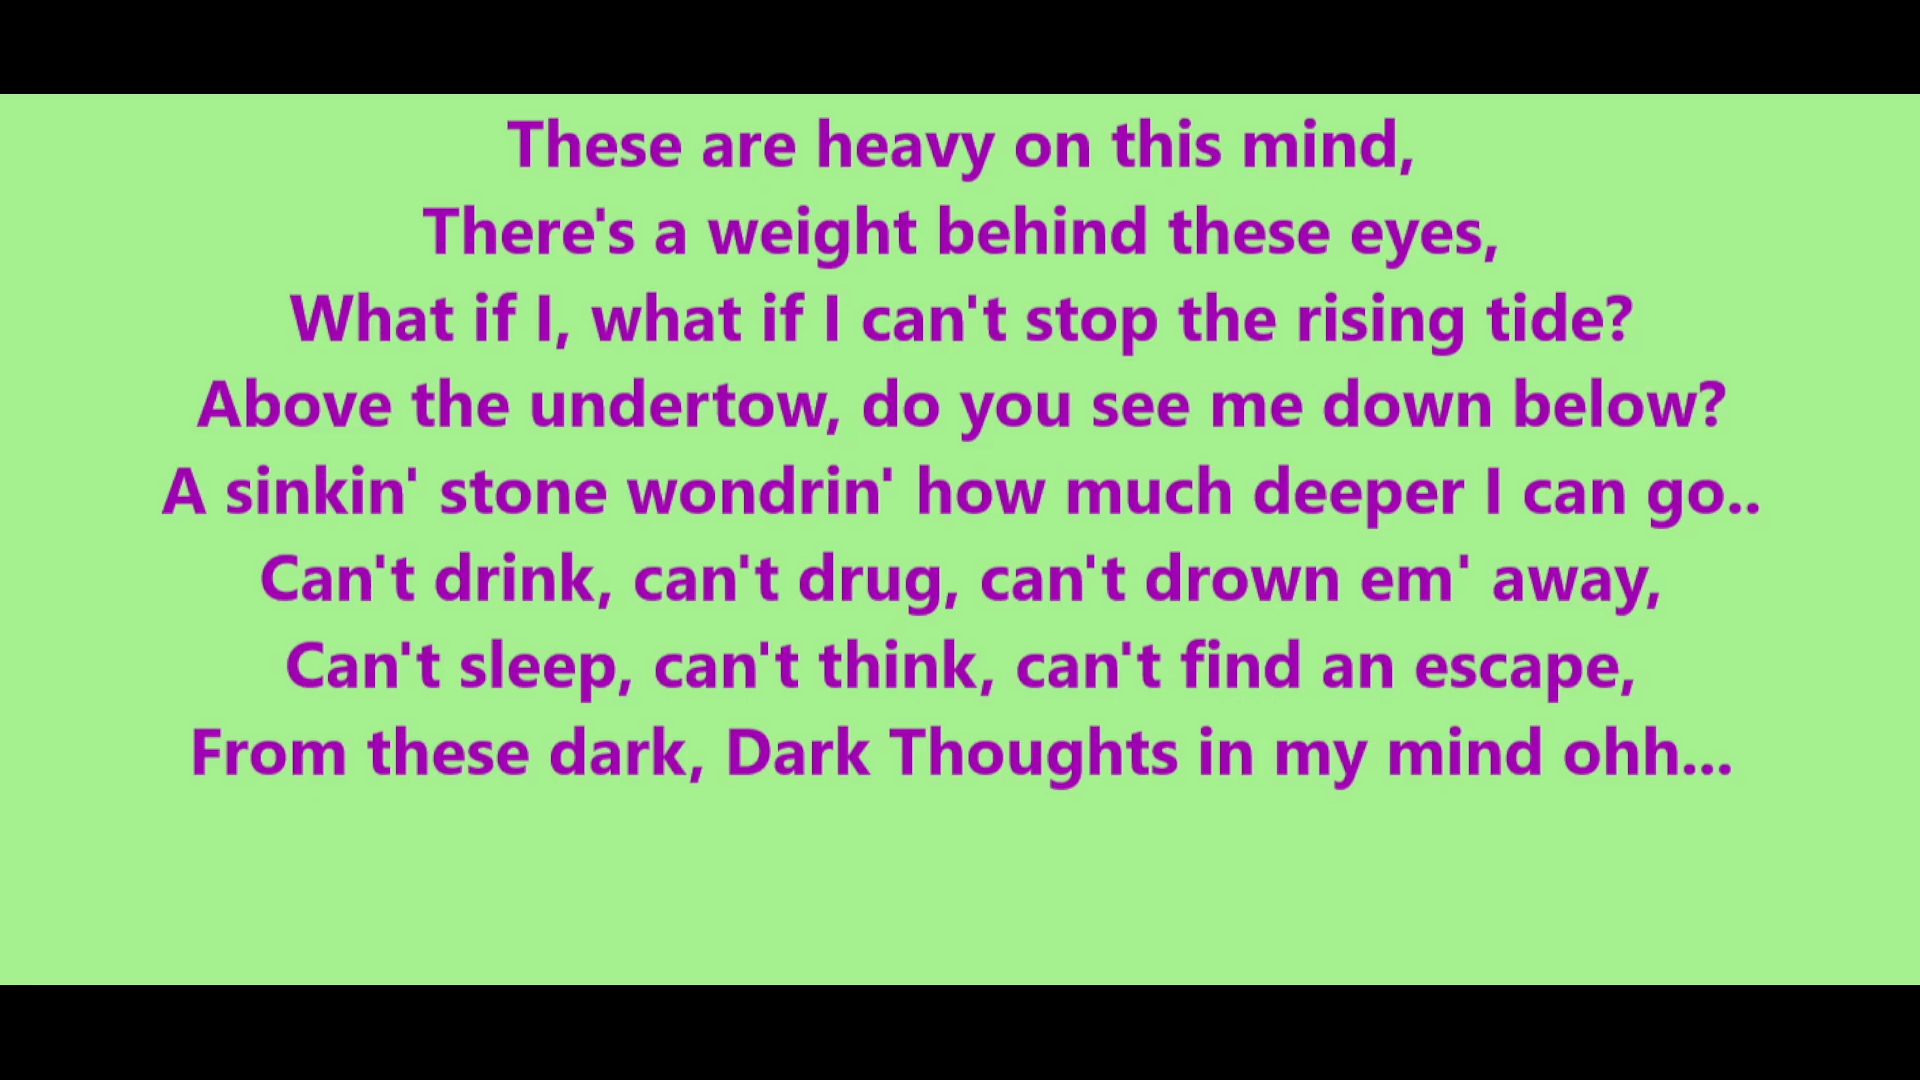 These are heavy on this mind,
There's a weight behind these eyes,
What if I, what if I can't stop the rising tide?
Above the undertow, do you see me down below?
A sinkin' stone wondrin' how much deeper I can go..
Can't drink, can't drug, can't drown em' away,
Can't sleep, can't think, can't find an escape,
From these dark, Dark Thoughts in my mind ohh...